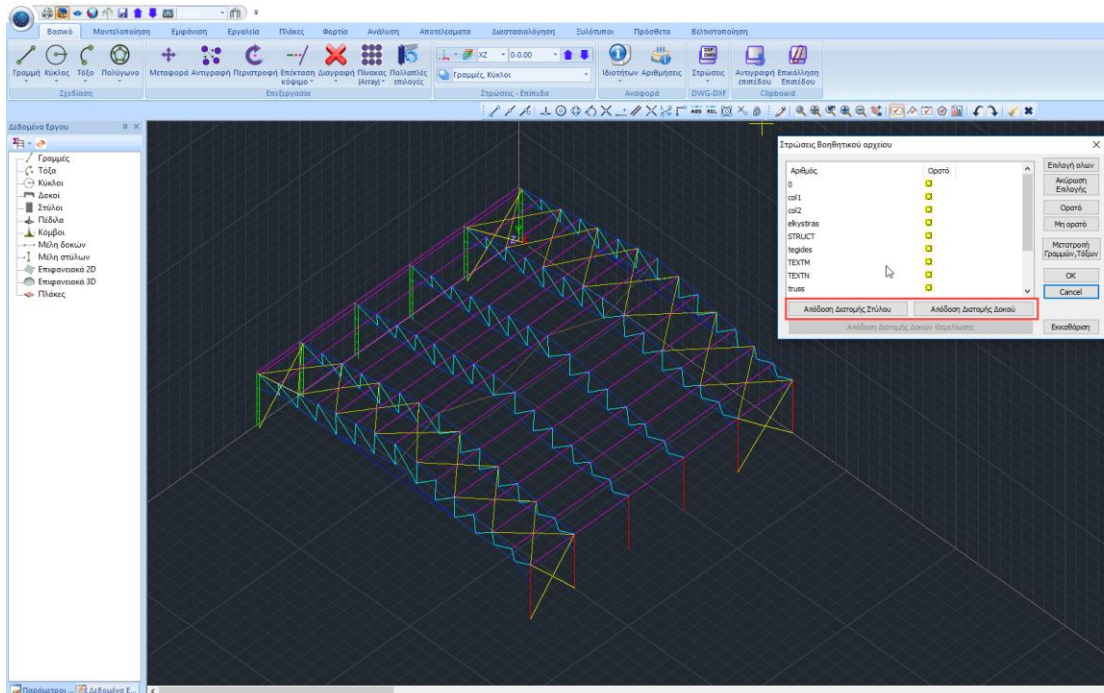 Βασικό Μοντελοποίηση Εμφάνιση Εργαλεία Πλάκες Φορτία Ανάλυση Αποτελεσματα Διαστασιολόγηση Ξυλότυποι Πρόσθετα Βελτιστοποίηση
XZ 0-0.00
Γραμμές, Κύκλοι
Γραμμή Κύκλος Τόξο Πολύγωνο Μεταφορά Αντιγραφή Περιστροφή Επέκταση κόψιμο Διαγραφή Πίνακας (Array) Πολλαπλές επιλογές Ιδιοτήτων Αριθμήσεις Στρώσεις Αντιγραφή επιπέδου Επικόλληση Επιπέδου
Σχεδίαση Επεξεργασία Στρώσεις - Επίπεδα Αναφορά DWG-DXF Clipboard
Δεδομένα Έργου
Γραμμές
Τόξα
Κύκλοι
Δοκοί
Στύλοι
Πέδιλα
Κόμβοι
Μέλη δοκών
Μέλη στύλων
Επιφανειακά 2D
Επιφανειακά 3D
Πλάκες
Στρώσεις Βοηθητικού αρχείου
Αριθμός Ορατό
0
col1
col2
elkystiras
STRUCT
tegides
TEXTM
TEXTN
truss
Επιλογή ολων
Ακύρωση Επιλογής
Ορατό
Μη ορατό
Μετατροπή Γραμμών,Τόξων
OK
Cancel
Απόδοση Διατομής Στύλου Απόδοση Διατομής Δοκού
Απόδοση Διατομής Δοκών Θεμελίωσης Εκκαθάριση
Παράμετροι ... Δεδομένα Ε...